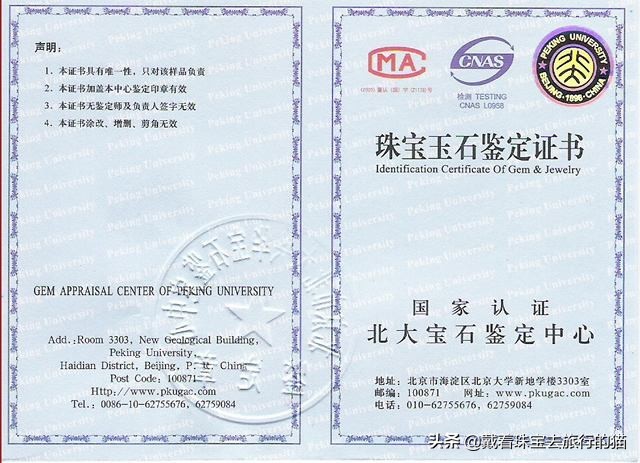 声明：
1. 本证书具有唯一性，只对该样品负责
2. 本证书加盖本中心鉴定印章有效
3. 本证书无鉴定师及负责人签字无效
4. 本证书涂改、增删、剪角无效
GEM APPRAISAL CENTER OF PEKING UNIVERSITY
Add.:Room 3303, New Geological Building,
Peking University,
Haidian District, Beijing, P. R. China
Post Code: 100871
Http://www.pkugac.com
Tel.: 0086-10-62755676, 62759084
MA
CNAS
检测 TESTING
CNAS L0958
PEKING UNIVERSITY
BEIJING·1898·CHINA
珠宝玉石鉴定证书
Identification Certificate Of Gem & Jewelry
国家认证
北大宝石鉴定中心
地址：北京市海淀区北京大学新地学楼3303室
邮编：100871 网址：www.pkugac.com
电话：010-62755676, 62759084
头条 @戴着珠宝去旅行的猫